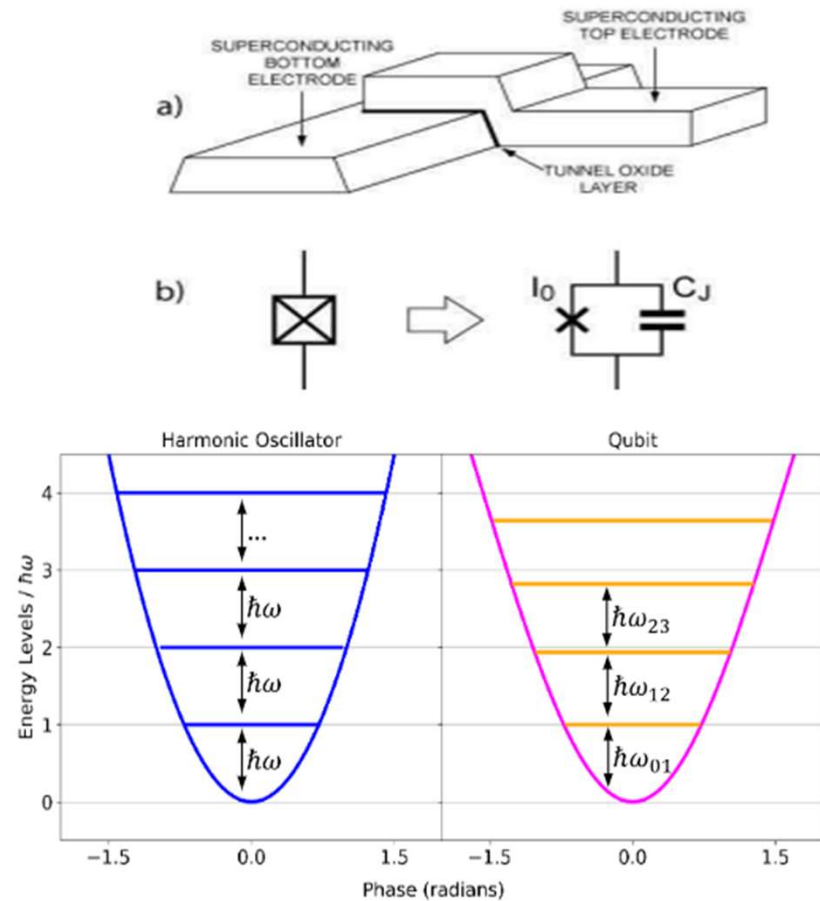 SUPERCONDUCTING
BOTTOM
ELECTRODE
SUPERCONDUCTING
TOP ELECTRODE
a)
TUNNEL OXIDE
LAYER
b)
I₀
C_J
Harmonic Oscillator
Qubit
Energy Levels / ℏω
4
3
2
1
0
...
ℏω
ℏω
ℏω
ℏω₂₃
ℏω₁₂
ℏω₀₁
−1.5
0.0
1.5
−1.5
0.0
1.5
Phase (radians)